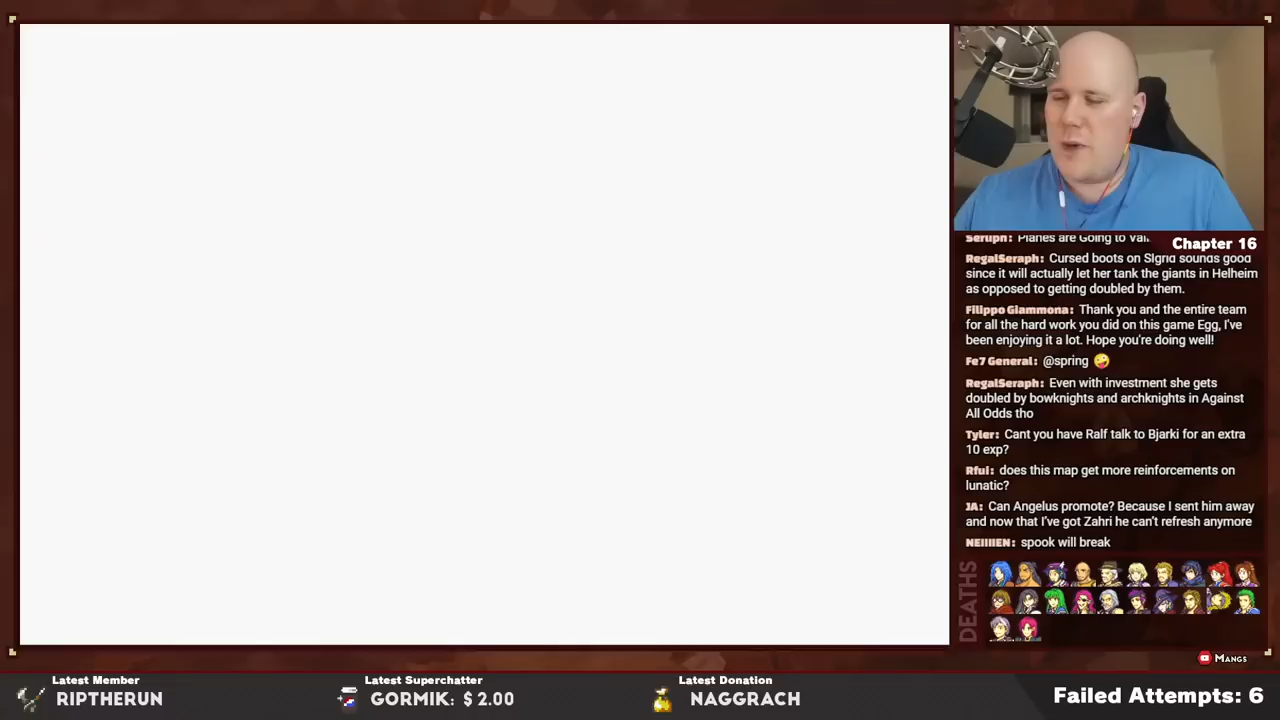 Seruph: Planes are Going to Vall
Chapter 16
RegalSeraph: Cursed boots on SIgrid sounds good
since it will actually let her tank the giants in Helheim
as opposed to getting doubled by them.
Filippo Giammona: Thank you and the entire team
for all the hard work you did on this game Egg, I've
been enjoying it a lot. Hope you're doing well!
Fe7 General: @spring
RegalSeraph: Even with investment she gets
doubled by bowknights and archknights in Against
All Odds tho
Tyler: Cant you have Ralf talk to Bjarki for an extra
10 exp?
Rful: does this map get more reinforcements on
lunatic?
JA: Can Angelus promote? Because I sent him away
and now that I've got Zahri he can't refresh anymore
NEIIIIEN: spook will break
DEATHS
MANGS
Latest Member
RIPTHERUN
Latest Superchatter
GORMIK: $ 2.00
Latest Donation
NAGGRACH
Failed Attempts: 6